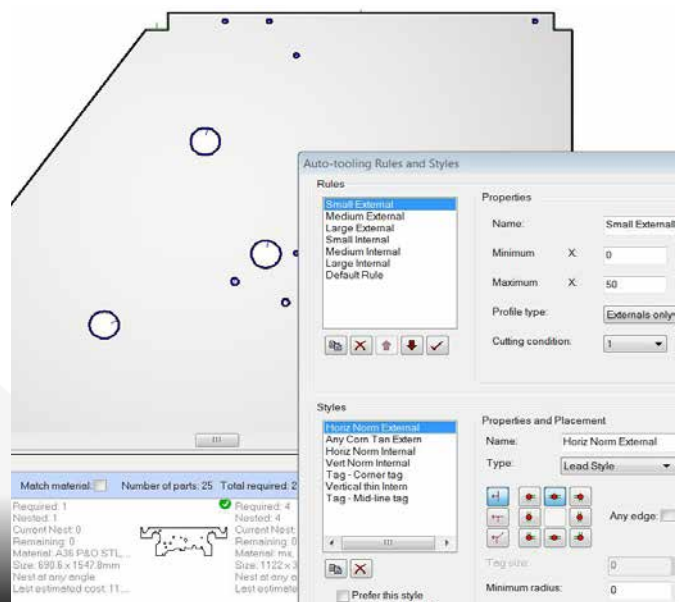 Auto-tooling Rules and Styles
Rules
Small External
Medium External
Large External
Small Internal
Medium Internal
Large Internal
Default Rule
Properties
Name: Small External
Minimum X: 0
Maximum X: 50
Profile type: Externals only
Cutting condition: 1
Styles
Horiz Norm External
Any Corn Tan Extern
Horiz Norm Internal
Vert Norm Internal
Tag - Corner tag
Vertical thin Intern
Tag - Mid-line tag
Prefer this style
Properties and Placement
Name: Horiz Norm External
Type: Lead Style
Any edge:
Tag size: 0
Minimum radius: 0
Match material: Number of parts: 25 Total required: 2
Required: 1
Nested: 1
Current Nest: 0
Remaining: 0
Material: A36 P&O STL,...
Size: 690.6 x 1547.8mm
Nest at any angle
Last estimated cost: 11...
Required: 4
Nested: 4
Current Nest:
Remaining: 0
Material: ms,
Size: 1122 x 3
Nest at any a
Last estimate